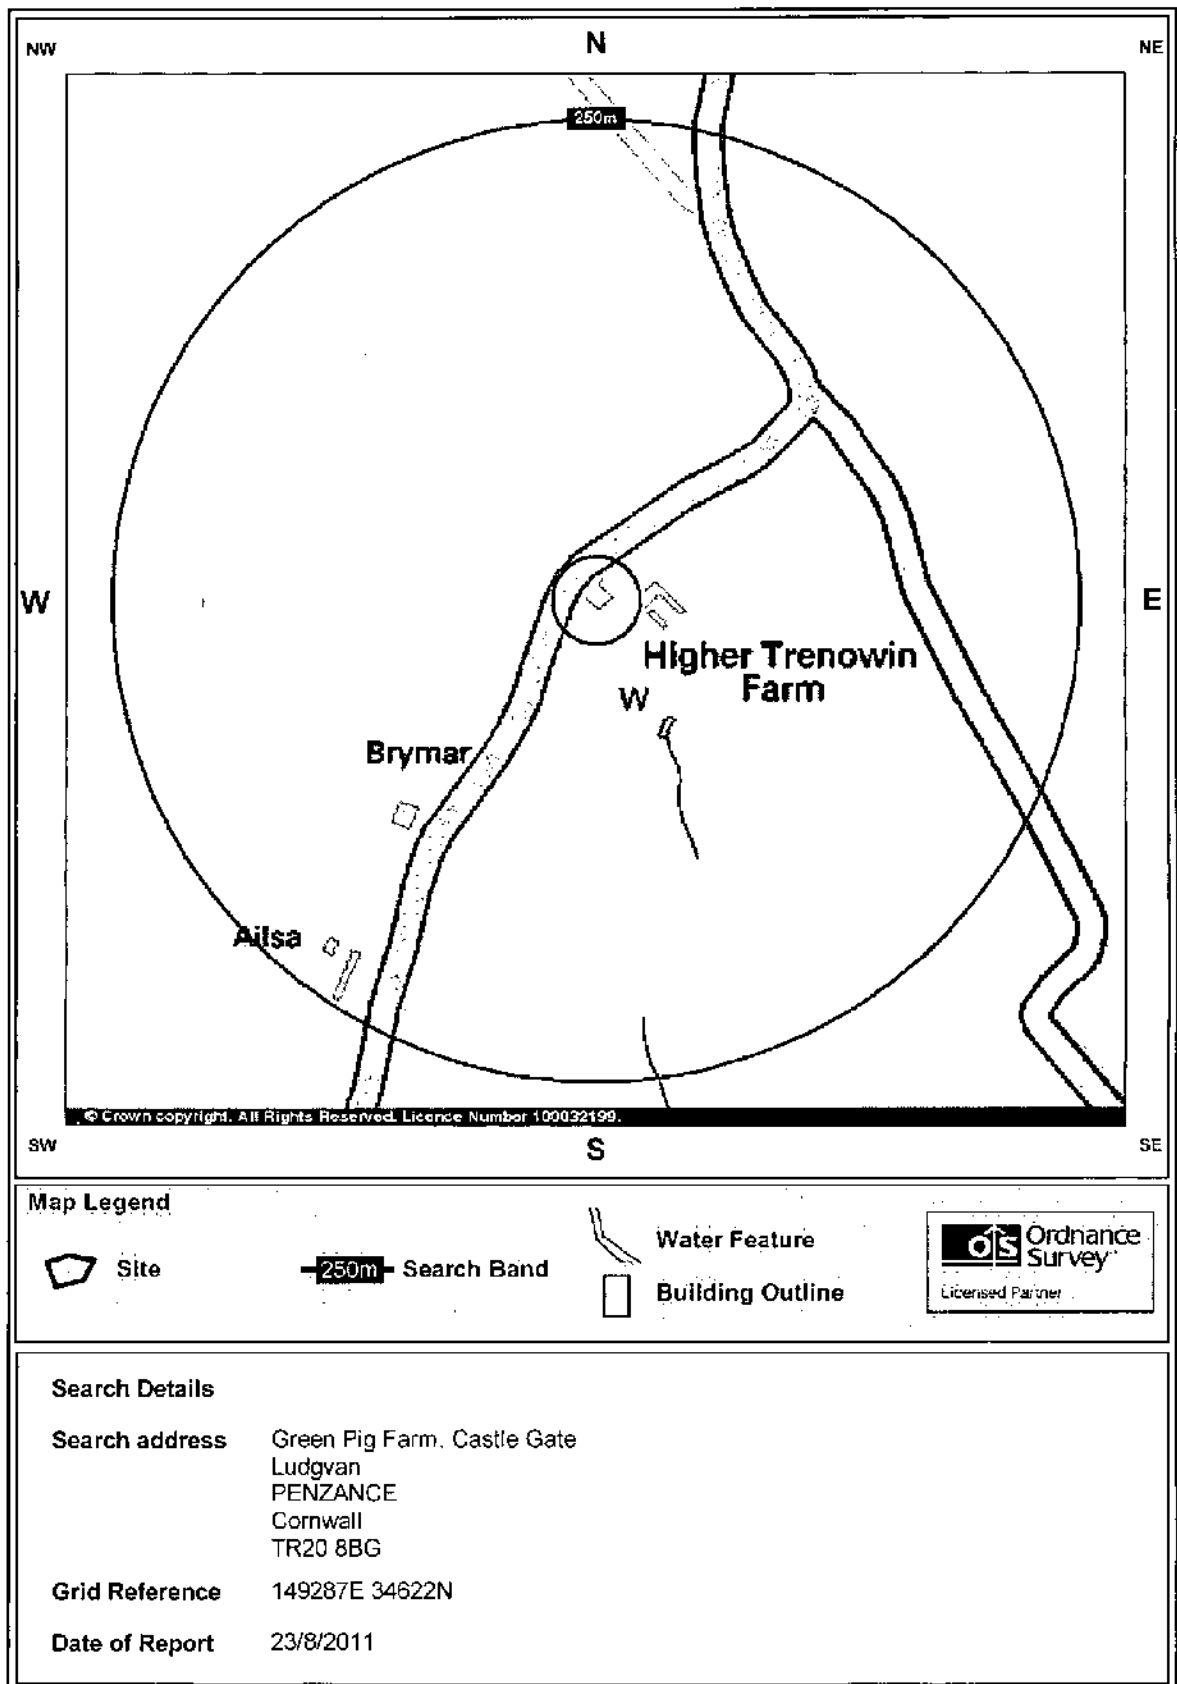 NW
N
NE
250m
W
E
Higher Trenowin
Farm
W
Brymar
Ailsa
© Crown copyright. All Rights Reserved. Licence Number 100032199.
SW
S
SE
Map Legend
Site
250m Search Band
Water Feature
Building Outline
OS Ordnance
Survey
Licensed Partner
Search Details
Search address Green Pig Farm, Castle Gate
Ludgvan
PENZANCE
Cornwall
TR20 8BG
Grid Reference 149287E 34622N
Date of Report 23/8/2011